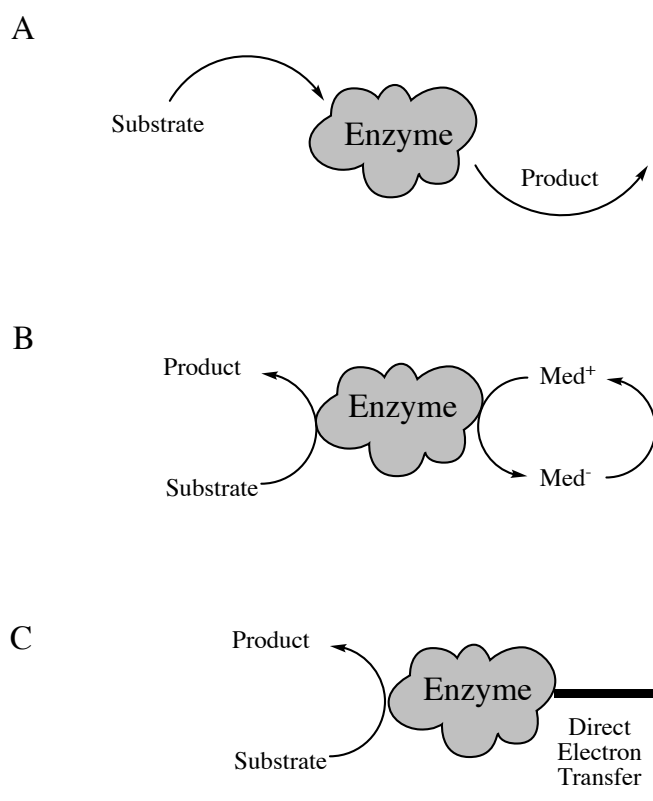 A
Substrate
Enzyme
Product
B
Product
Enzyme
Med⁺
Substrate
Med⁻
C
Product
Enzyme
Substrate
Direct
Electron
Transfer